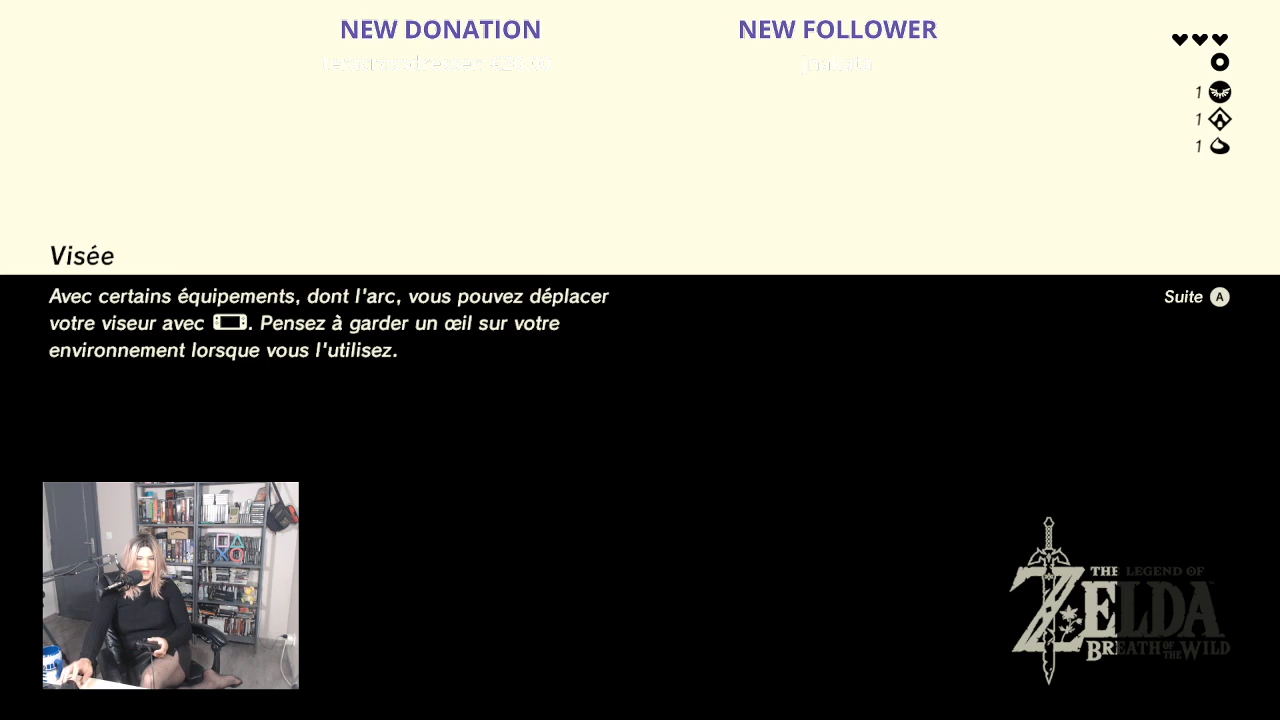 NEW DONATION
NEW FOLLOWER
1
1
1
Visée
Avec certains équipements, dont l'arc, vous pouvez déplacer
votre viseur avec . Pensez à garder un œil sur votre
environnement lorsque vous l'utilisez.
Suite A
THE LEGEND OF
ZELDA
BREATH OF THE WILD